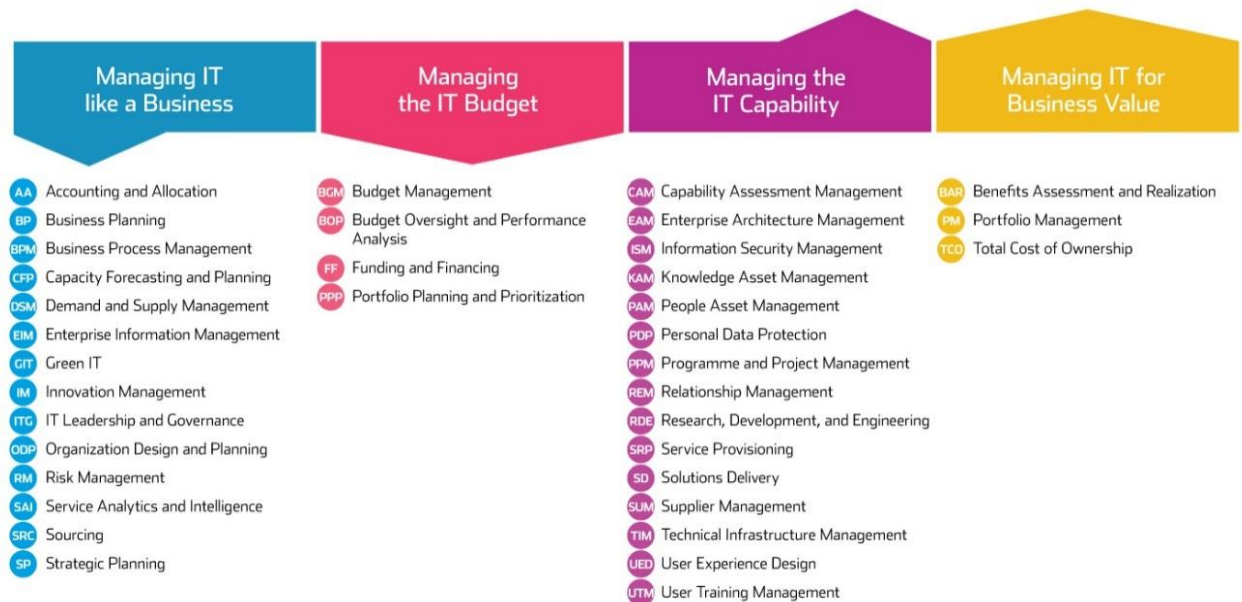 Managing IT
like a Business
AA Accounting and Allocation
BP Business Planning
BPM Business Process Management
CFP Capacity Forecasting and Planning
DSM Demand and Supply Management
EIM Enterprise Information Management
GIT Green IT
IM Innovation Management
ITG IT Leadership and Governance
ODP Organization Design and Planning
RM Risk Management
SAI Service Analytics and Intelligence
SRC Sourcing
SP Strategic Planning
Managing
the IT Budget
BGM Budget Management
BOP Budget Oversight and Performance
Analysis
FF Funding and Financing
PPP Portfolio Planning and Prioritization
Managing the
IT Capability
CAM Capability Assessment Management
EAM Enterprise Architecture Management
ISM Information Security Management
KAM Knowledge Asset Management
PAM People Asset Management
PDP Personal Data Protection
PPM Programme and Project Management
REM Relationship Management
RDE Research, Development, and Engineering
SRP Service Provisioning
SD Solutions Delivery
SUM Supplier Management
TIM Technical Infrastructure Management
UED User Experience Design
UTM User Training Management
Managing IT for
Business Value
BAR Benefits Assessment and Realization
PM Portfolio Management
TCO Total Cost of Ownership